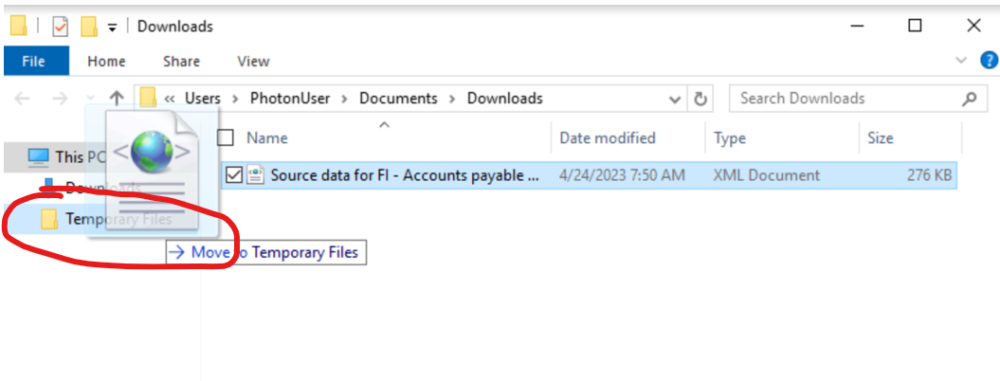 Downloads
File Home Share View
« Users > PhotonUser > Documents > Downloads Search Downloads
Name Date modified Type Size
This PC
Source data for FI - Accounts payable ... 4/24/2023 7:50 AM XML Document 276 KB
Downloads
Temporary Files
Move to Temporary Files